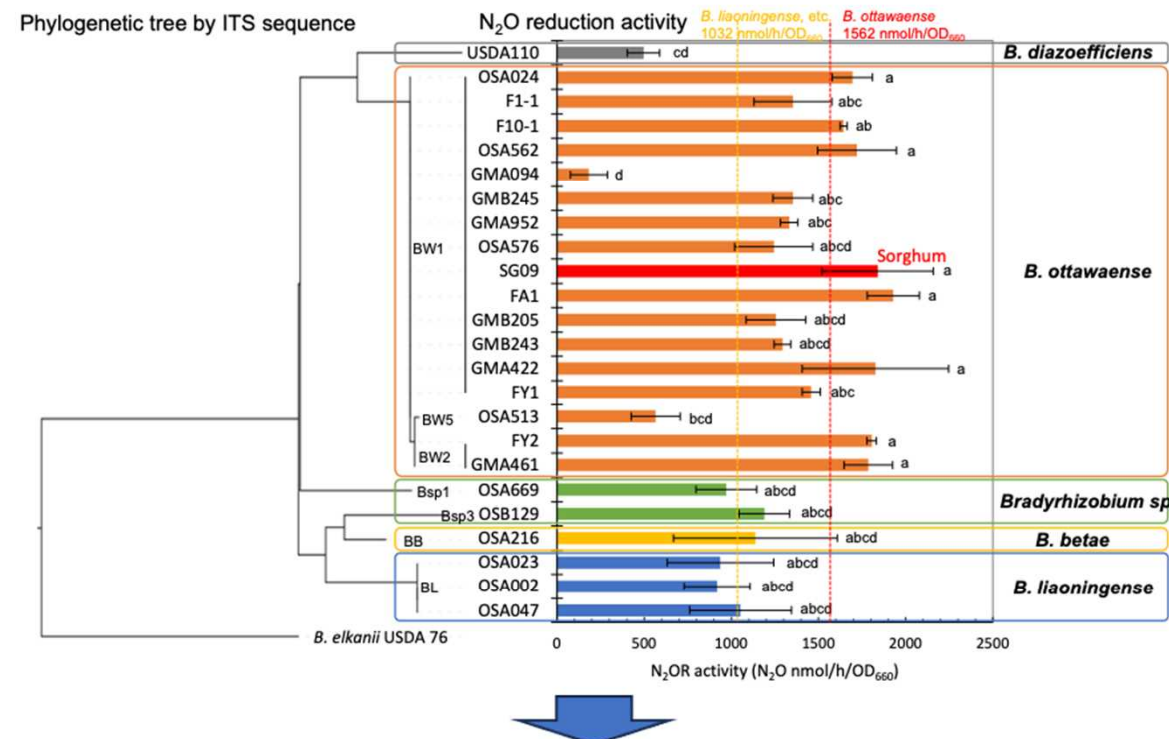 Phylogenetic tree by ITS sequence
N₂O reduction activity
B. liaoningense, etc
1032 nmol/h/OD₆₆₀
B. ottawaense
1562 nmol/h/OD₆₆₀
USDA110 cd B. diazoefficiens
OSA024 a
F1-1 abc
F10-1 ab
OSA562 a
GMA094 d
GMB245 abc
BW1 GMA952 abc
OSA576 abcd
Sorghum
SG09 a B. ottawaense
FA1 a
GMB205 abcd
GMB243 abcd
GMA422 a
FY1 abc
BW5 OSA513 bcd
FY2 a
BW2 GMA461 a
Bsp1 OSA669 abcd Bradyrhizobium sp
Bsp3 OSB129 abcd
BB OSA216 abcd B. betae
OSA023 abcd
BL OSA002 abcd B. liaoningense
OSA047 abcd
B. elkanii USDA 76
0 500 1000 1500 2000 2500
N₂OR activity (N₂O nmol/h/OD₆₆₀)